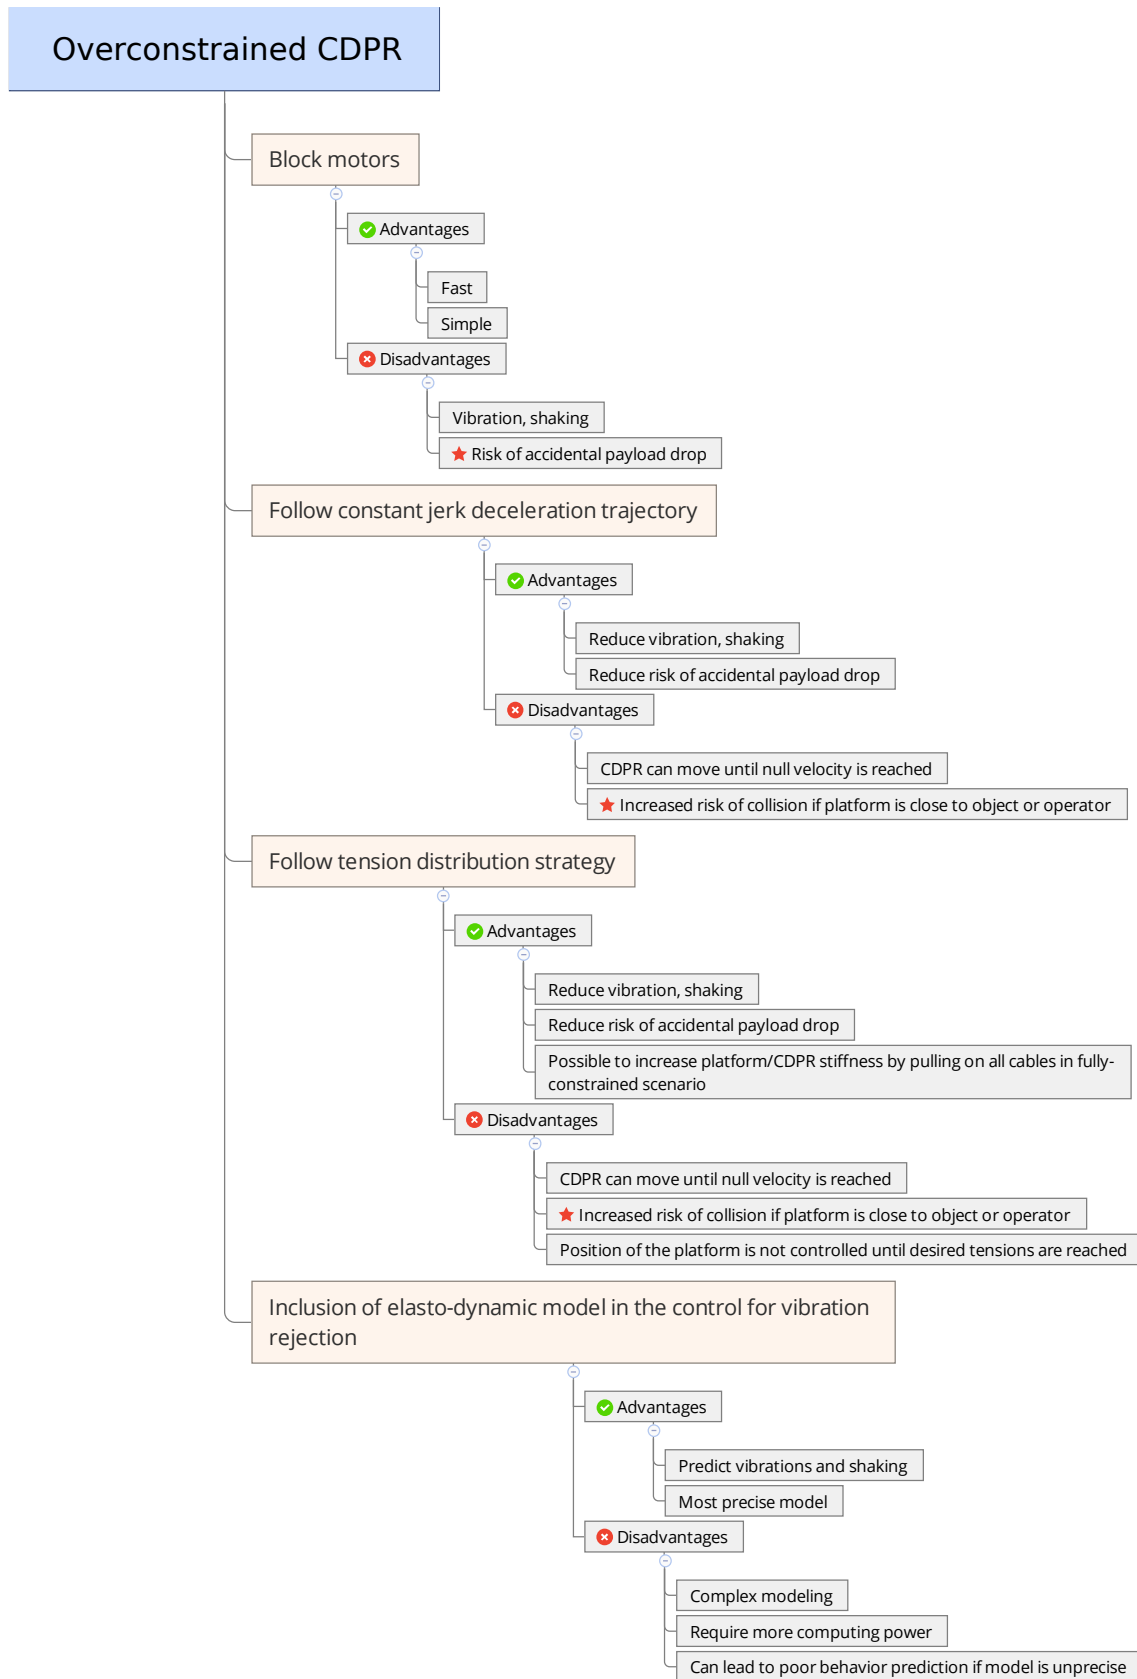 Overconstrained CDPR
Block motors
Advantages
Fast
Simple
Disadvantages
Vibration, shaking
Risk of accidental payload drop
Follow constant jerk deceleration trajectory
Advantages
Reduce vibration, shaking
Reduce risk of accidental payload drop
Disadvantages
CDPR can move until null velocity is reached
Increased risk of collision if platform is close to object or operator
Follow tension distribution strategy
Advantages
Reduce vibration, shaking
Reduce risk of accidental payload drop
Possible to increase platform/CDPR stiffness by pulling on all cables in fully-
constrained scenario
Disadvantages
CDPR can move until null velocity is reached
Increased risk of collision if platform is close to object or operator
Position of the platform is not controlled until desired tensions are reached
Inclusion of elasto-dynamic model in the control for vibration
rejection
Advantages
Predict vibrations and shaking
Most precise model
Disadvantages
Complex modeling
Require more computing power
Can lead to poor behavior prediction if model is unprecise